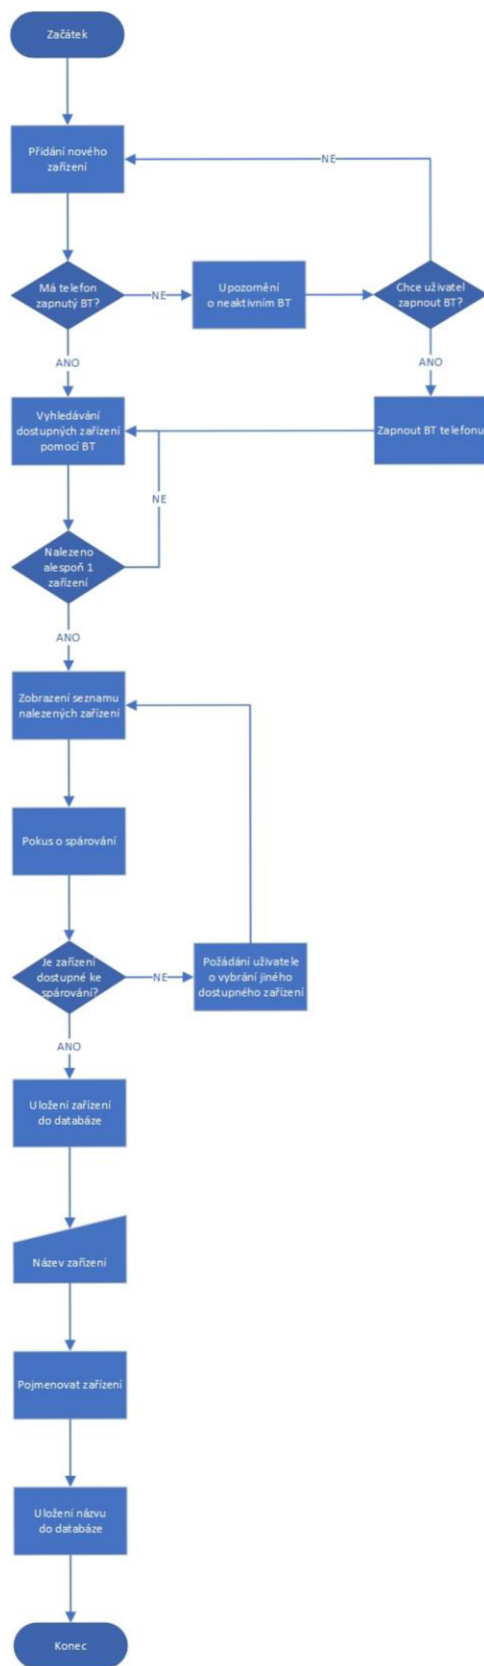 Začátek
Přidání nového
zařízení
NE
Má telefon
zapnutý BT?
NE
Upozornění
o neaktivním BT
Chce uživatel
zapnout BT?
ANO
ANO
Vyhledávání
dostupných zařízení
pomocí BT
Zapnout BT telefonu
NE
Nalezeno
alespoň 1
zařízení
ANO
Zobrazení seznamu
nalezených zařízení
Pokus o spárování
Je zařízení
dostupné ke
spárování?
NE
Požádání uživatele
o vybrání jiného
dostupného zařízení
ANO
Uložení zařízení
do databáze
Název zařízení
Pojmenovat zařízení
Uložení názvu
do databáze
Konec